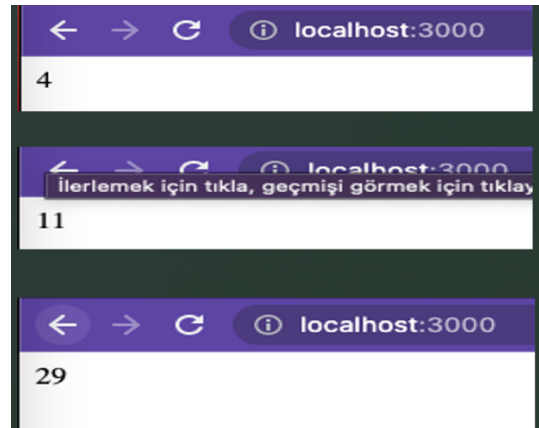 localhost:3000
4
localhost:3000
İlerlemek için tıkla, geçmişi görmek için tıklay
11
localhost:3000
29